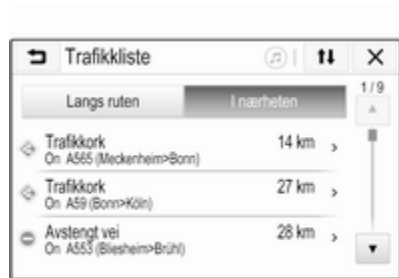 Trafikkliste
Langs ruten
I nærheten
1/9
Trafikkork 14 km
On A565 (Meckenheim>Bonn)
Trafikkork 27 km
On A59 (Bonn>Köln)
Avstengt vei 28 km
On A553 (Bliesheim>Brühl)